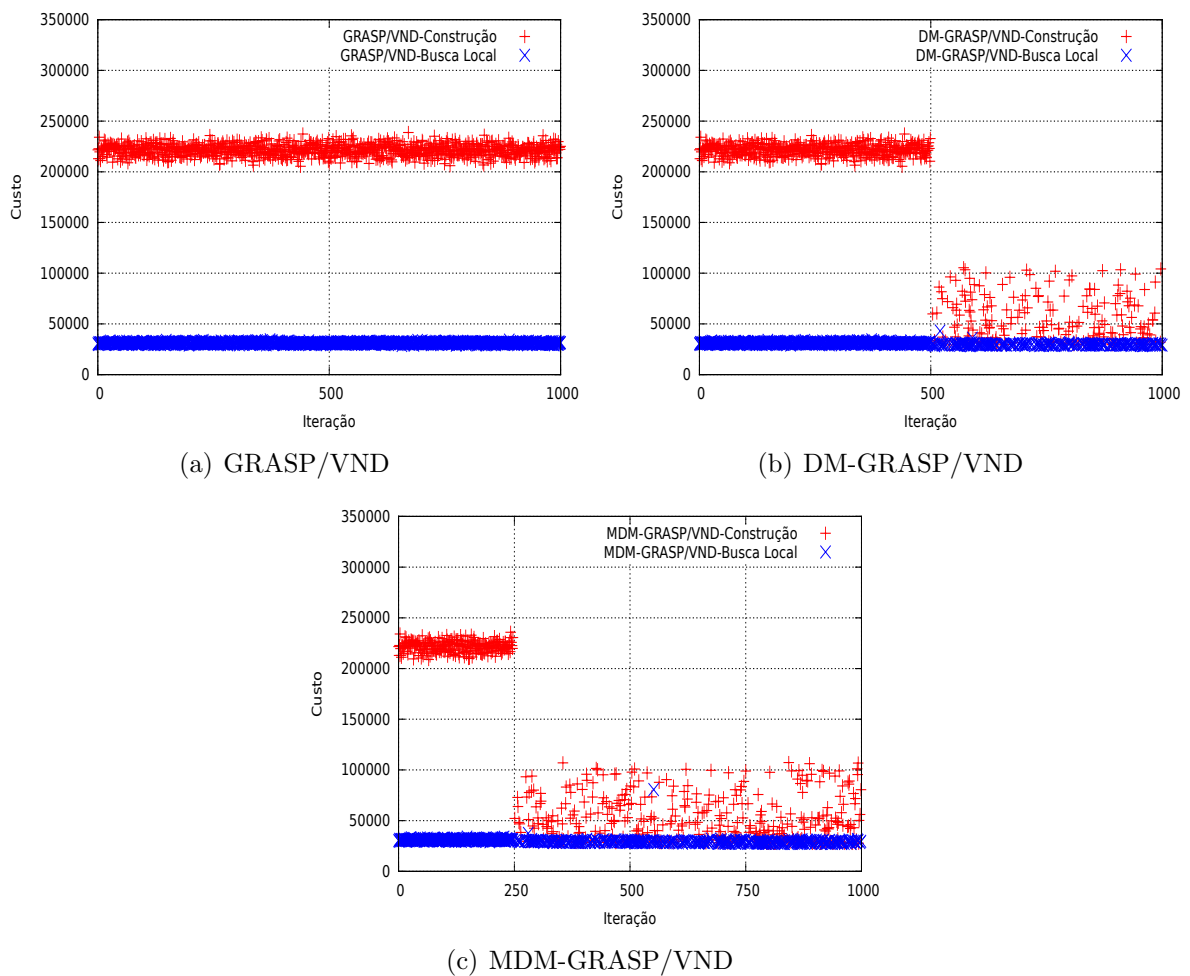 350000
300000
250000
200000
150000
100000
50000
0
Custo
GRASP/VND-Construção
GRASP/VND-Busca Local
0 500 1000
Iteração
(a) GRASP/VND
350000
300000
250000
200000
150000
100000
50000
0
Custo
DM-GRASP/VND-Construção
DM-GRASP/VND-Busca Local
0 500 1000
Iteração
(b) DM-GRASP/VND
350000
300000
250000
200000
150000
100000
50000
0
Custo
MDM-GRASP/VND-Construção
MDM-GRASP/VND-Busca Local
0 250 500 750 1000
Iteração
(c) MDM-GRASP/VND